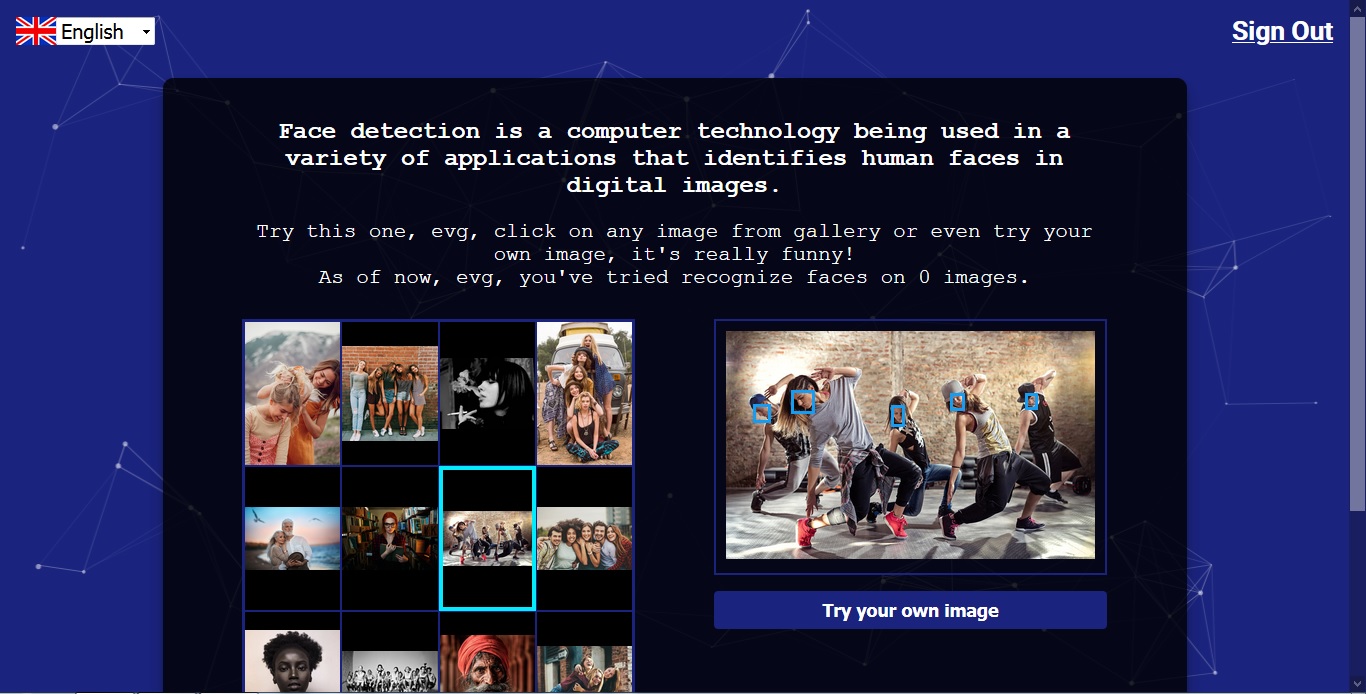 English
Sign Out
Face detection is a computer technology being used in a
variety of applications that identifies human faces in
digital images.
Try this one, evg, click on any image from gallery or even try your
own image, it's really funny!
As of now, evg, you've tried recognize faces on 0 images.
Try your own image